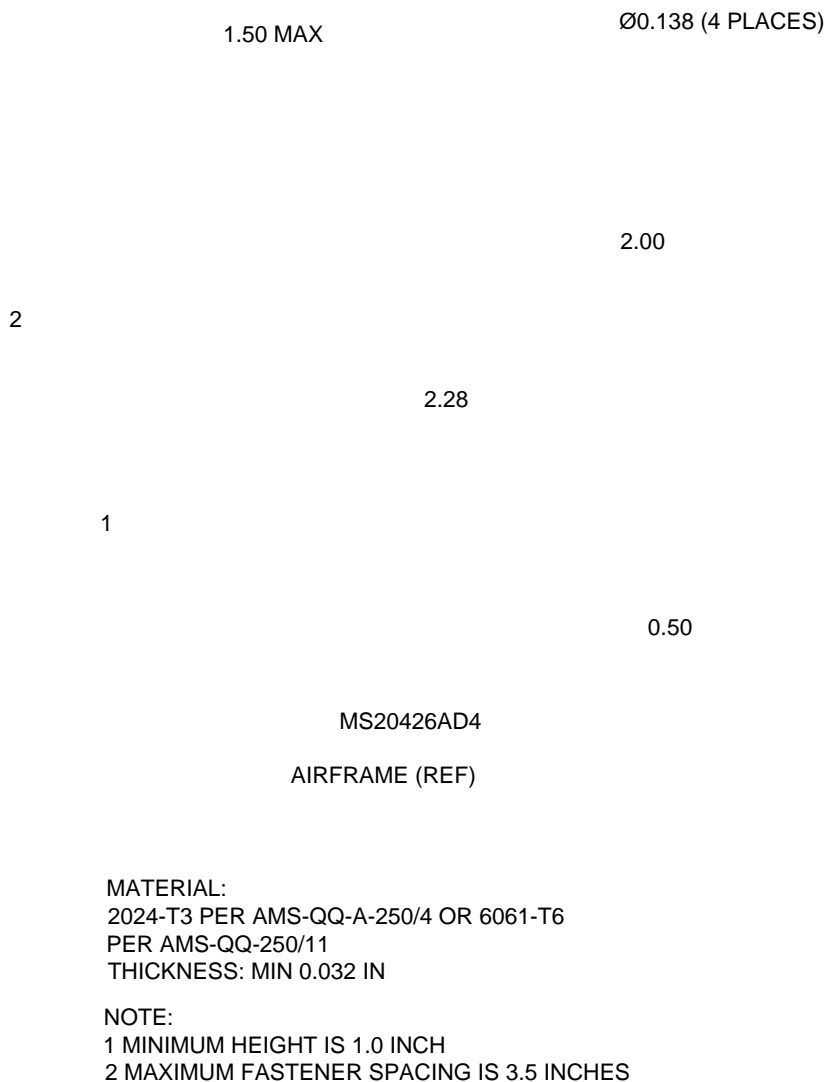 1.50 MAX
Ø0.138 (4 PLACES)
2.00
2
2.28
1
0.50
MS20426AD4
AIRFRAME (REF)
MATERIAL:
2024-T3 PER AMS-QQ-A-250/4 OR 6061-T6
PER AMS-QQ-250/11
THICKNESS: MIN 0.032 IN
NOTE:
1 MINIMUM HEIGHT IS 1.0 INCH
2 MAXIMUM FASTENER SPACING IS 3.5 INCHES